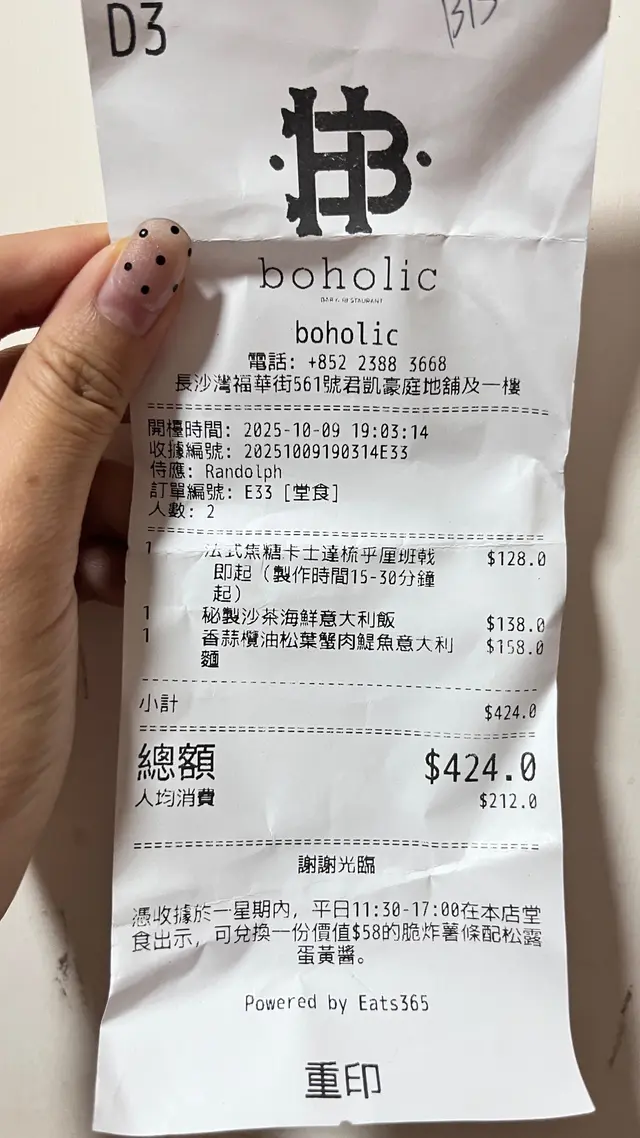 D3
B13
HB
boholic
BAR & RESTAURANT
boholic
電話: +852 2388 3668
長沙灣福華街561號君凱豪庭地舖及一樓
開檯時間: 2025-10-09 19:03:14
收據編號: 20251009190314E33
侍應: Randolph
訂單編號: E33 [堂食]
人數: 2
1 法式焦糖卡士達梳乎厘班戟 $128.0
即起（製作時間15-30分鐘
起）
1 秘製沙茶海鮮意大利飯 $138.0
1 香蒜欖油松葉蟹肉鯷魚意大利 $158.0
麵
小計 $424.0
總額 $424.0
人均消費 $212.0
謝謝光臨
憑收據於一星期內，平日11:30-17:00在本店堂
食出示，可兌換一份價值$58的脆炸薯條配松露
蛋黃醬。
Powered by Eats365
重印